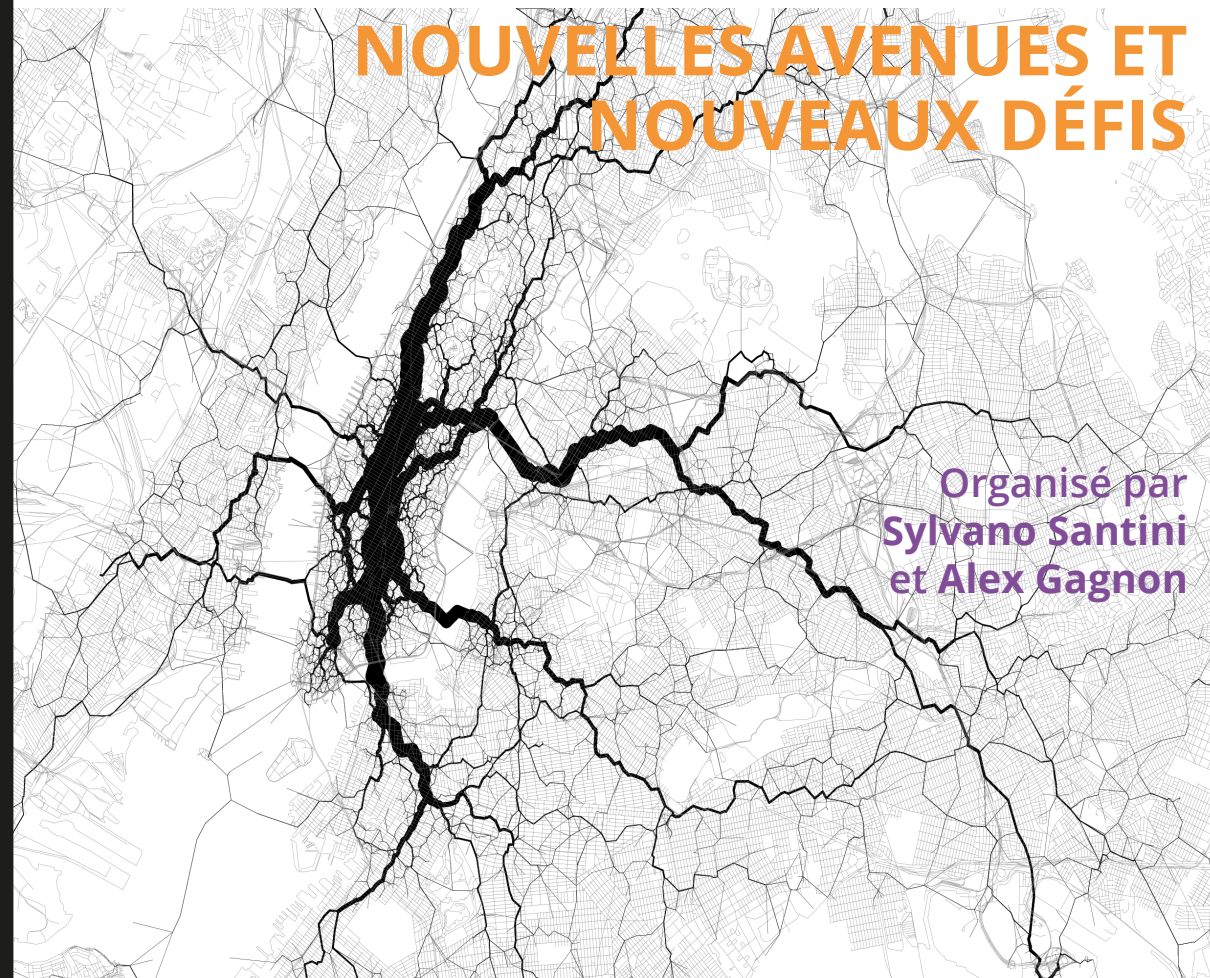 NOUVELLES AVENUES ET
NOUVEAUX DÉFIS
Organisé par
Sylvano Santini
et Alex Gagnon